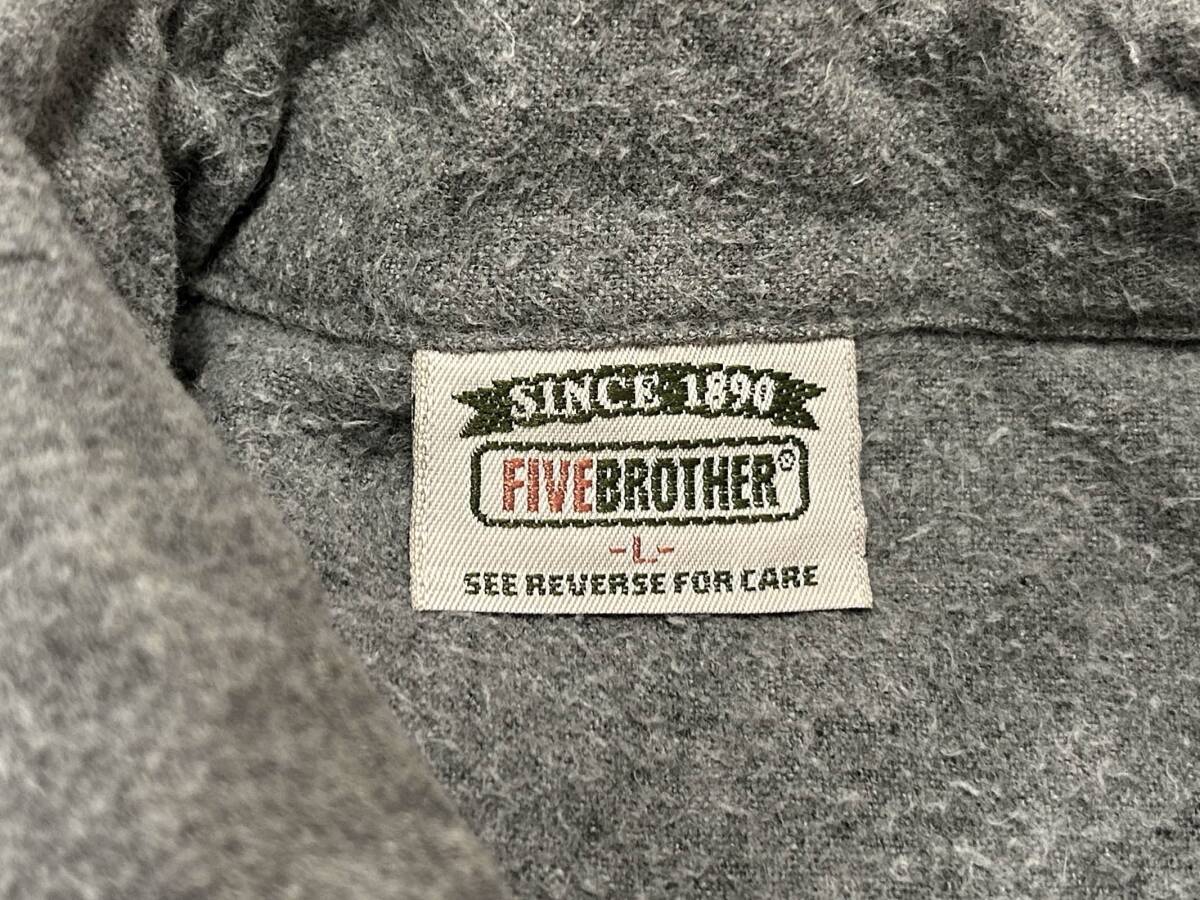 SINCE 1890
FIVEBROTHER®
-L-
SEE REVERSE FOR CARE